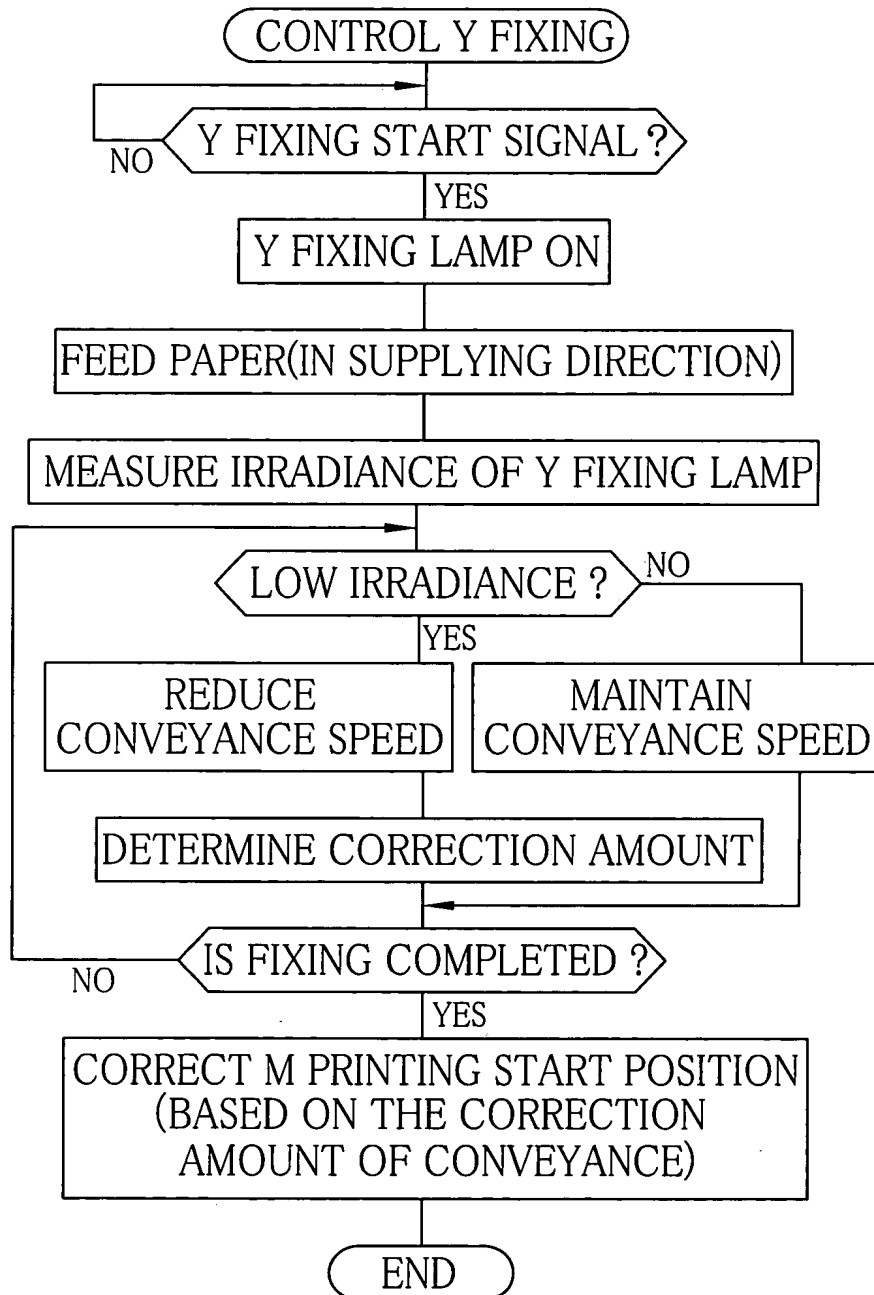 CONTROL Y FIXING
Y FIXING START SIGNAL ?
NO
YES
Y FIXING LAMP ON
FEED PAPER(IN SUPPLYING DIRECTION)
MEASURE IRRADIANCE OF Y FIXING LAMP
LOW IRRADIANCE ?
NO
YES
REDUCE
CONVEYANCE SPEED
MAINTAIN
CONVEYANCE SPEED
DETERMINE CORRECTION AMOUNT
IS FIXING COMPLETED ?
NO
YES
CORRECT M PRINTING START POSITION
(BASED ON THE CORRECTION
AMOUNT OF CONVEYANCE)
END